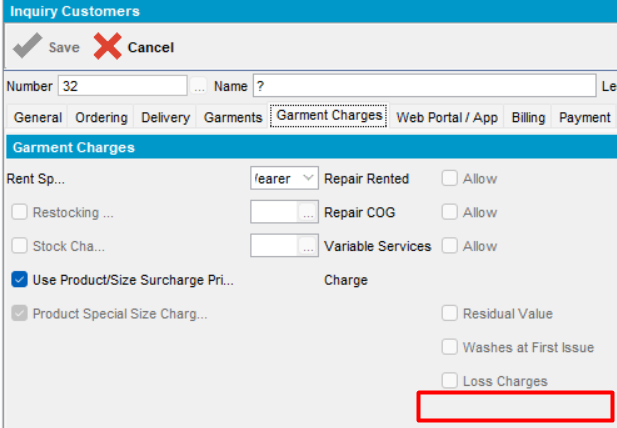 Inquiry Customers
Save Cancel
Number 32 ... Name ? Le
General Ordering Delivery Garments Garment Charges Web Portal / App Billing Payment
Garment Charges
Rent Sp... /earer Repair Rented Allow
Restocking ... ... Repair COG Allow
Stock Cha... ... Variable Services Allow
Use Product/Size Surcharge Pri... Charge
Product Special Size Charg... Residual Value
Washes at First Issue
Loss Charges